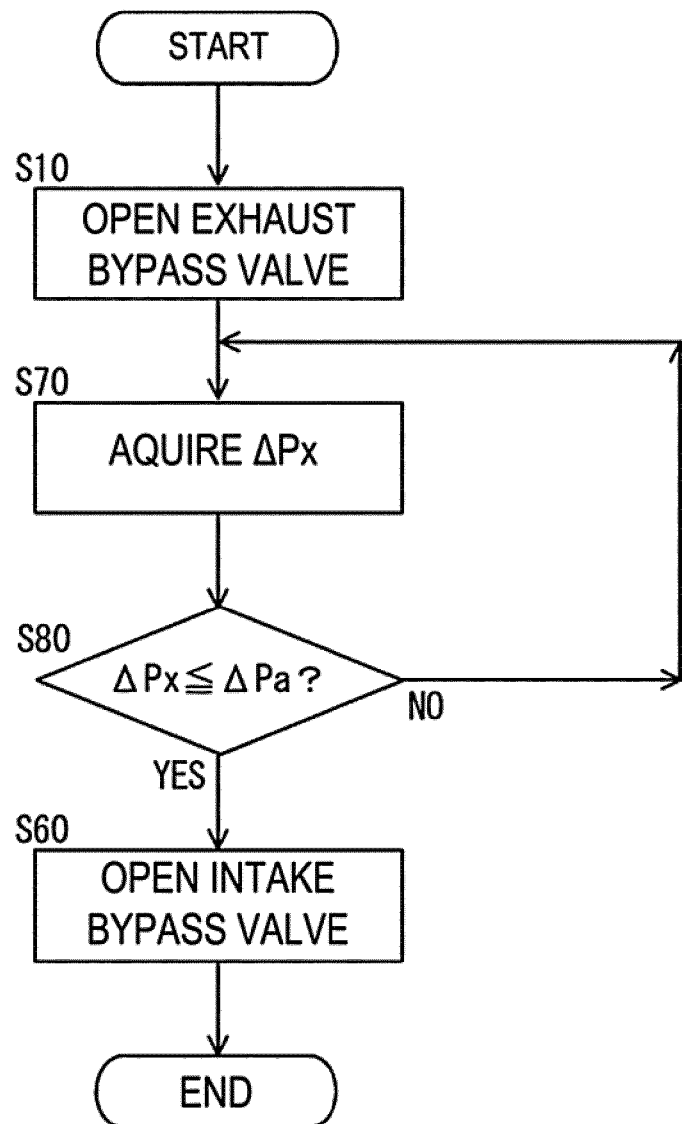 START
S10
OPEN EXHAUST
BYPASS VALVE
S70
AQUIRE ΔPx
S80
ΔPx≦ΔPa?
NO
YES
S60
OPEN INTAKE
BYPASS VALVE
END